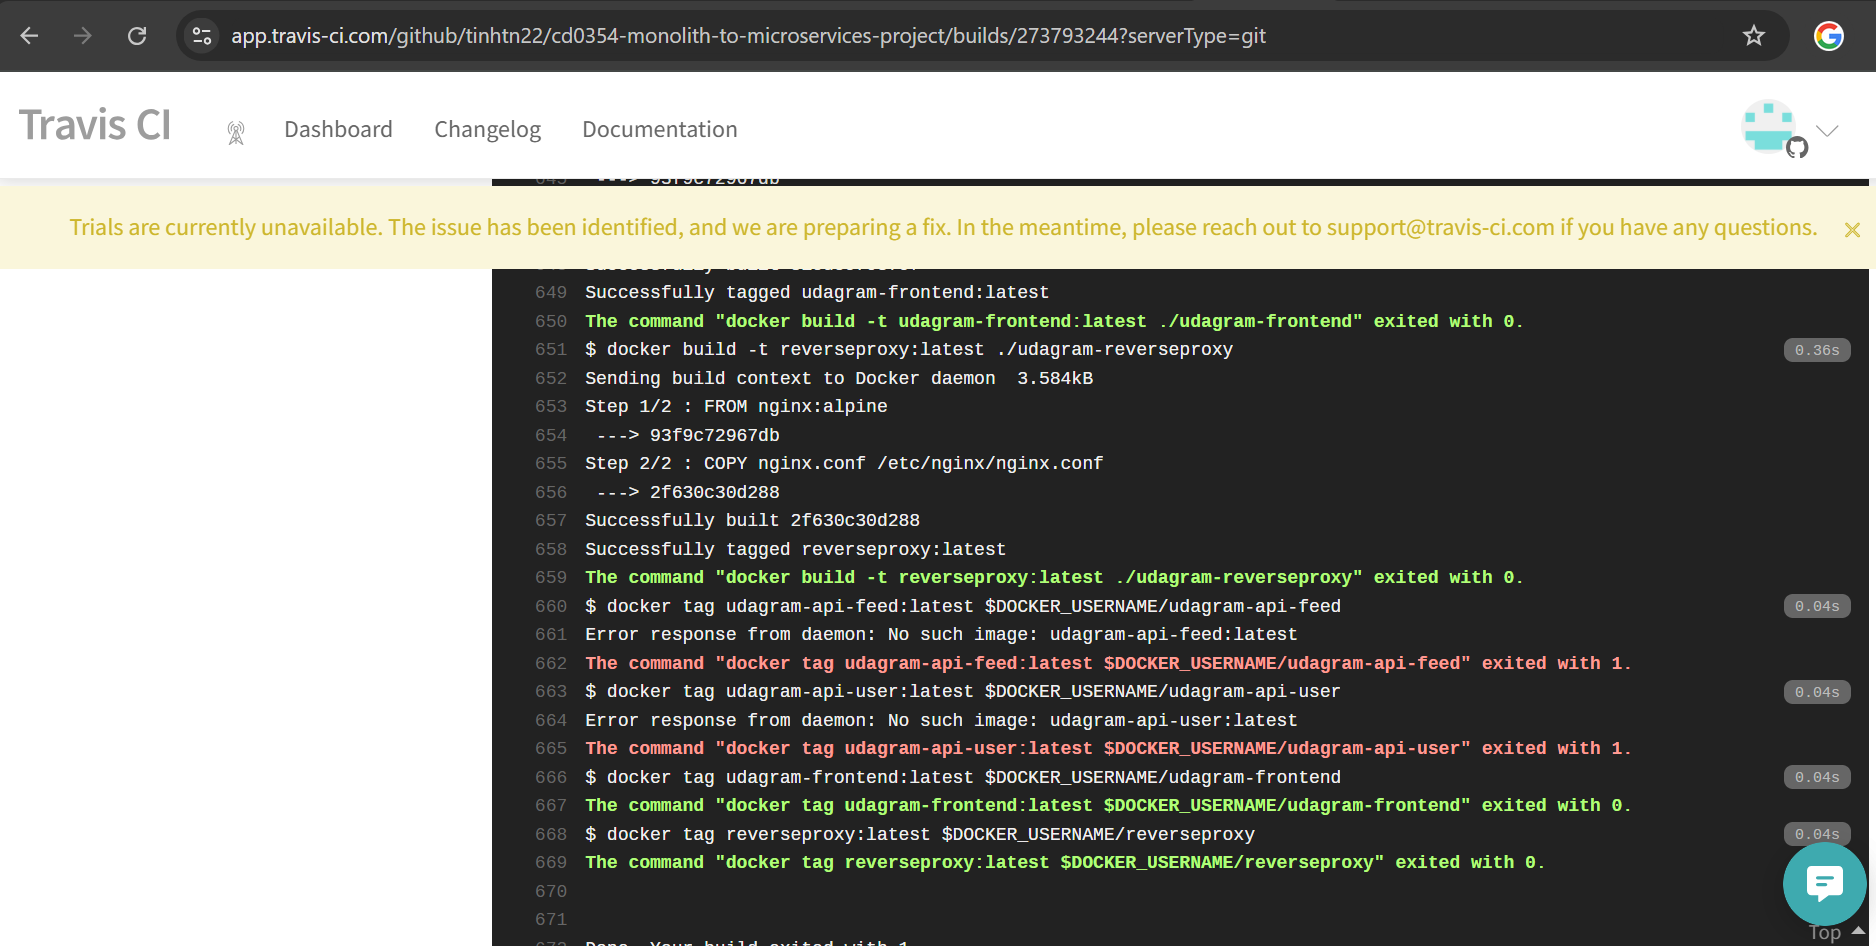 app.travis-ci.com/github/tinhtn22/cd0354-monolith-to-microservices-project/builds/273793244?serverType=git
Travis CI
Dashboard
Changelog
Documentation
Trials are currently unavailable. The issue has been identified, and we are preparing a fix. In the meantime, please reach out to support@travis-ci.com if you have any questions.
649 Successfully tagged udagram-frontend:latest
650 The command "docker build -t udagram-frontend:latest ./udagram-frontend" exited with 0.
651 $ docker build -t reverseproxy:latest ./udagram-reverseproxy 0.36s
652 Sending build context to Docker daemon  3.584kB
653 Step 1/2 : FROM nginx:alpine
654 ---> 93f9c72967db
655 Step 2/2 : COPY nginx.conf /etc/nginx/nginx.conf
656 ---> 2f630c30d288
657 Successfully built 2f630c30d288
658 Successfully tagged reverseproxy:latest
659 The command "docker build -t reverseproxy:latest ./udagram-reverseproxy" exited with 0.
660 $ docker tag udagram-api-feed:latest $DOCKER_USERNAME/udagram-api-feed 0.04s
661 Error response from daemon: No such image: udagram-api-feed:latest
662 The command "docker tag udagram-api-feed:latest $DOCKER_USERNAME/udagram-api-feed" exited with 1.
663 $ docker tag udagram-api-user:latest $DOCKER_USERNAME/udagram-api-user 0.04s
664 Error response from daemon: No such image: udagram-api-user:latest
665 The command "docker tag udagram-api-user:latest $DOCKER_USERNAME/udagram-api-user" exited with 1.
666 $ docker tag udagram-frontend:latest $DOCKER_USERNAME/udagram-frontend 0.04s
667 The command "docker tag udagram-frontend:latest $DOCKER_USERNAME/udagram-frontend" exited with 0.
668 $ docker tag reverseproxy:latest $DOCKER_USERNAME/reverseproxy 0.04s
669 The command "docker tag reverseproxy:latest $DOCKER_USERNAME/reverseproxy" exited with 0.
670
671
Done. Your build exited with 1
Top